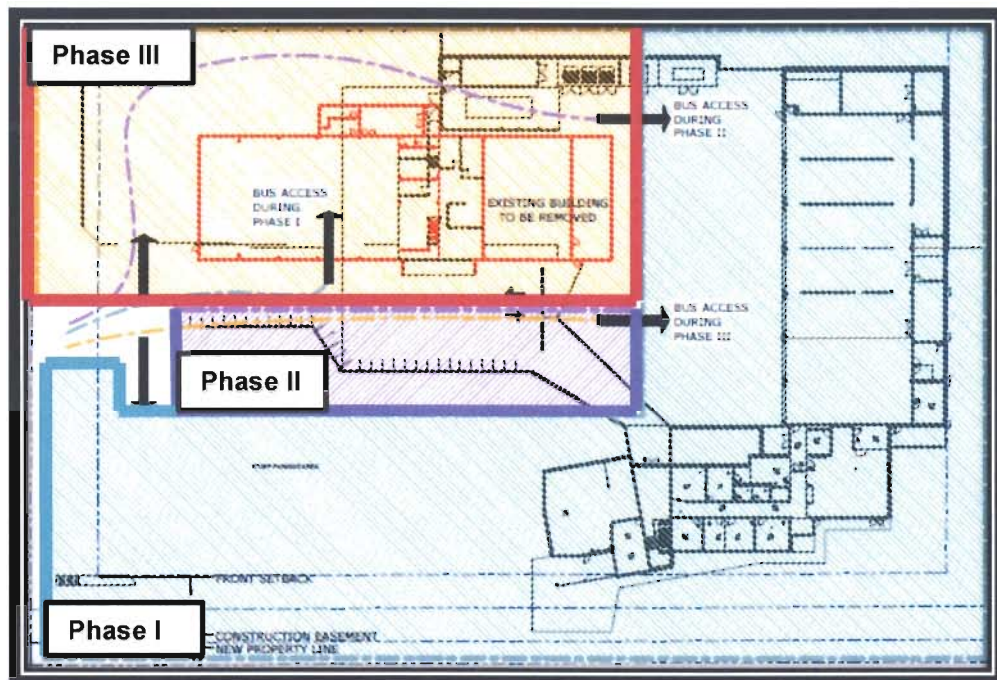 Phase III
BUS ACCESS
DURING
PHASE II
BUS ACCESS
DURING
PHASE I
EXISTING BUILDING
TO BE REMOVED
BUS ACCESS
DURING
PHASE III
Phase II
FRONT SETBACK
Phase I
CONSTRUCTION EASEMENT
NEW PROPERTY LINE